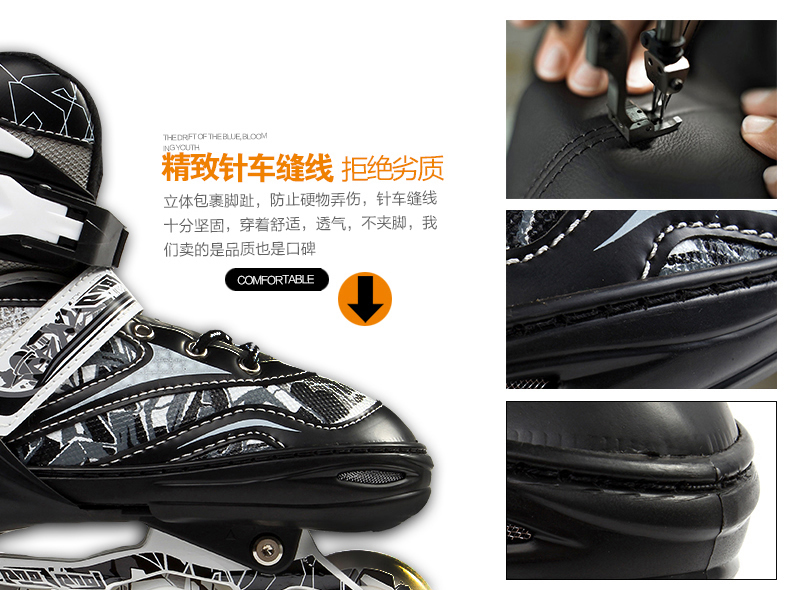 THE DRIFT OF THE BLUE, BLOOM
ING YOUTH
精致针车缝线 拒绝劣质
立体包裹脚趾，防止硬物弄伤，针车缝线
十分坚固，穿着舒适，透气，不夹脚，我
们卖的是品质也是口碑
COMFORTABLE